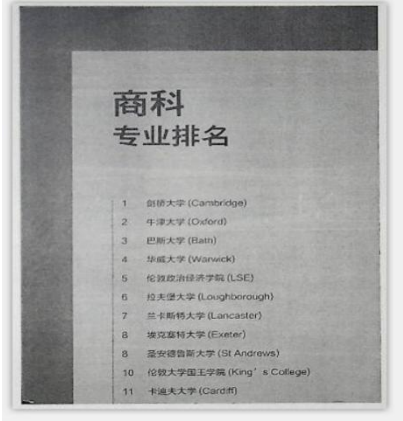 商科
专业排名
1 剑桥大学 (Cambridge)
2 牛津大学 (Oxford)
3 巴斯大学 (Bath)
4 华威大学 (Warwick)
5 伦敦政治经济学院 (LSE)
6 拉夫堡大学 (Loughborough)
7 兰卡斯特大学 (Lancaster)
8 埃克塞特大学 (Exeter)
8 圣安德鲁斯大学 (St Andrews)
10 伦敦大学国王学院 (King's College)
11 卡迪夫大学 (Cardiff)